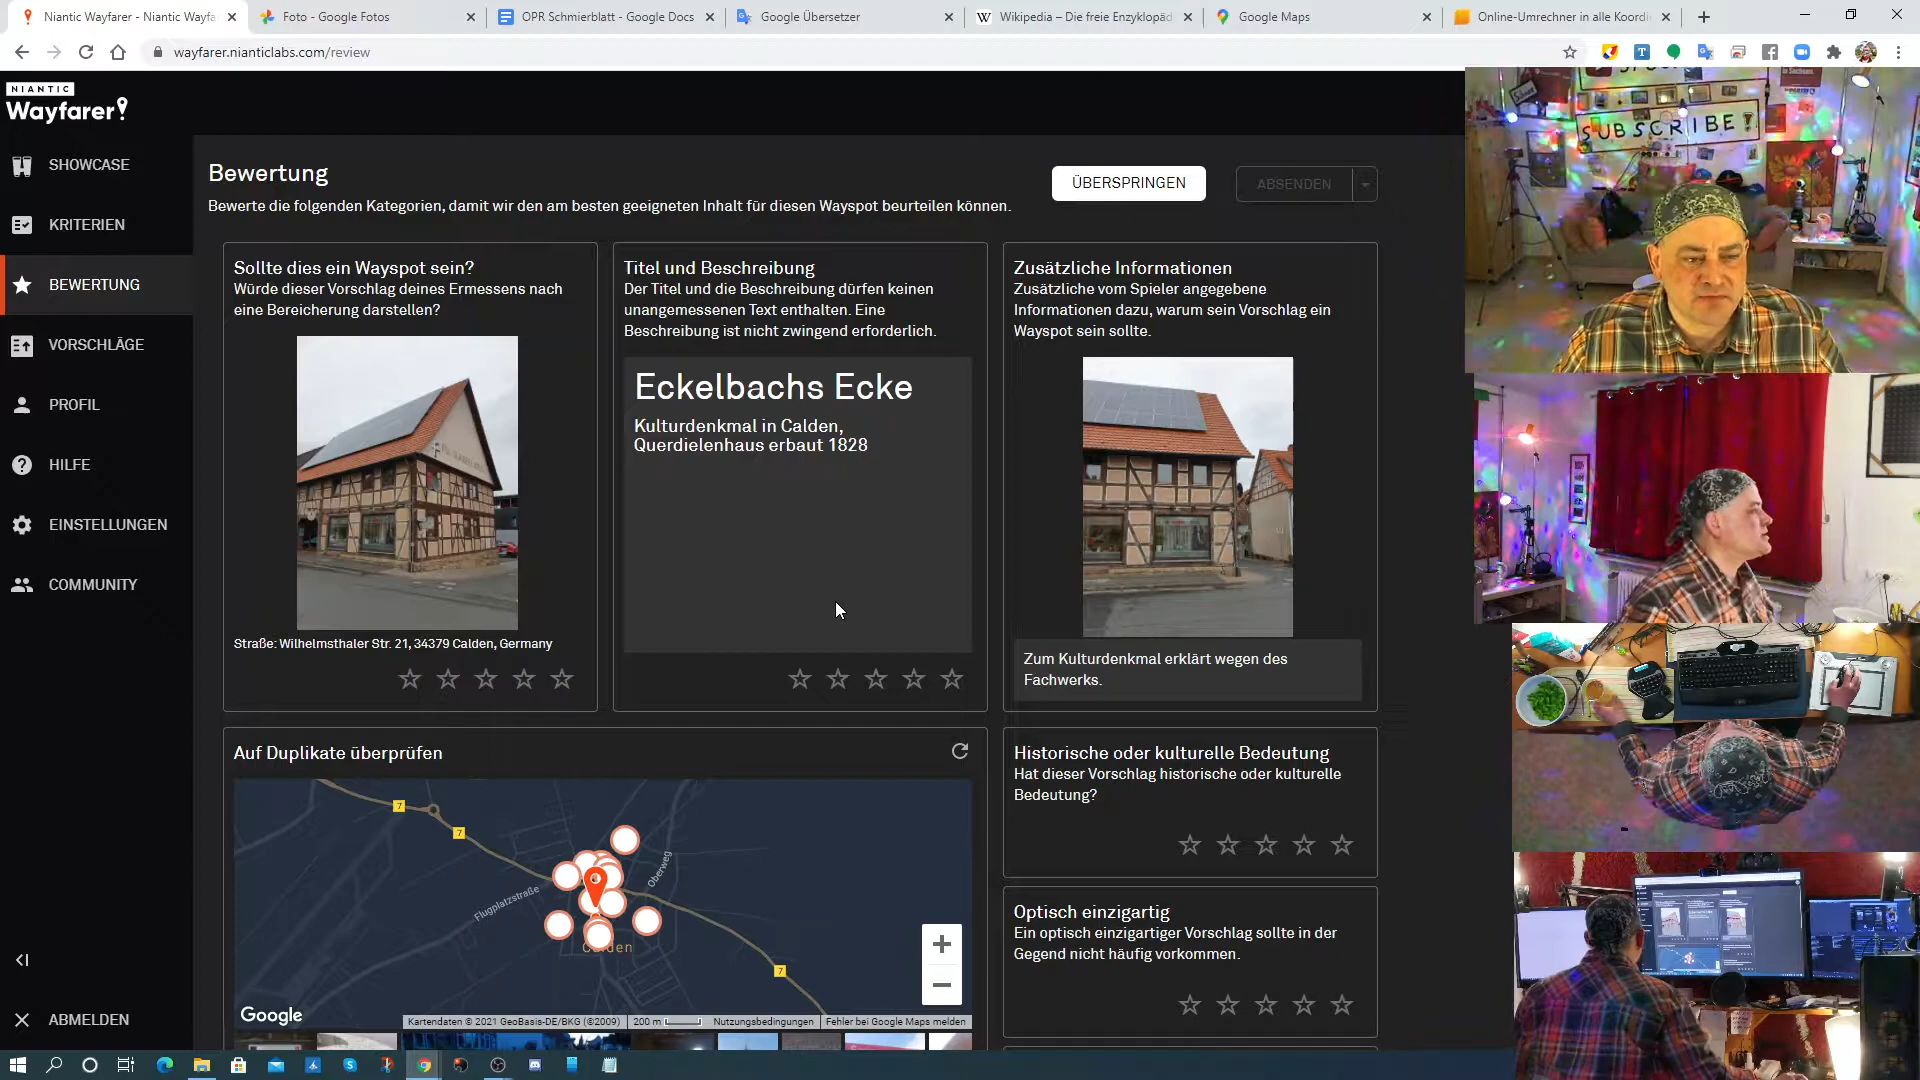 Niantic Wayfarer - Niantic Wayfa
Foto - Google Fotos
OPR Schmierblatt - Google Docs
Google Übersetzer
Wikipedia – Die freie Enzyklopäd
Google Maps
Online-Umrechner in alle Koordi
wayfarer.nianticlabs.com/review
NIANTIC
Wayfarer
SHOWCASE
KRITERIEN
BEWERTUNG
VORSCHLÄGE
PROFIL
HILFE
EINSTELLUNGEN
COMMUNITY
ABMELDEN
Bewertung
Bewerte die folgenden Kategorien, damit wir den am besten geeigneten Inhalt für diesen Wayspot beurteilen können.
ÜBERSPRINGEN
ABSENDEN
Sollte dies ein Wayspot sein?
Würde dieser Vorschlag deines Ermessens nach
eine Bereicherung darstellen?
Straße: Wilhelmsthaler Str. 21, 34379 Calden, Germany
Titel und Beschreibung
Der Titel und die Beschreibung dürfen keinen
unangemessenen Text enthalten. Eine
Beschreibung ist nicht zwingend erforderlich.
Eckelbachs Ecke
Kulturdenkmal in Calden,
Querdielenhaus erbaut 1828
Zusätzliche Informationen
Zusätzliche vom Spieler angegebene
Informationen dazu, warum sein Vorschlag ein
Wayspot sein sollte.
Zum Kulturdenkmal erklärt wegen des
Fachwerks.
Auf Duplikate überprüfen
7
7
7
Flugplatzstraße
Oberweg
Calden
Google
Kartendaten © 2021 GeoBasis-DE/BKG (©2009)
200 m
Nutzungsbedingungen
Fehler bei Google Maps melden
Historische oder kulturelle Bedeutung
Hat dieser Vorschlag historische oder kulturelle
Bedeutung?
Optisch einzigartig
Ein optisch einzigartiger Vorschlag sollte in der
Gegend nicht häufig vorkommen.
SUBSCRIBE!